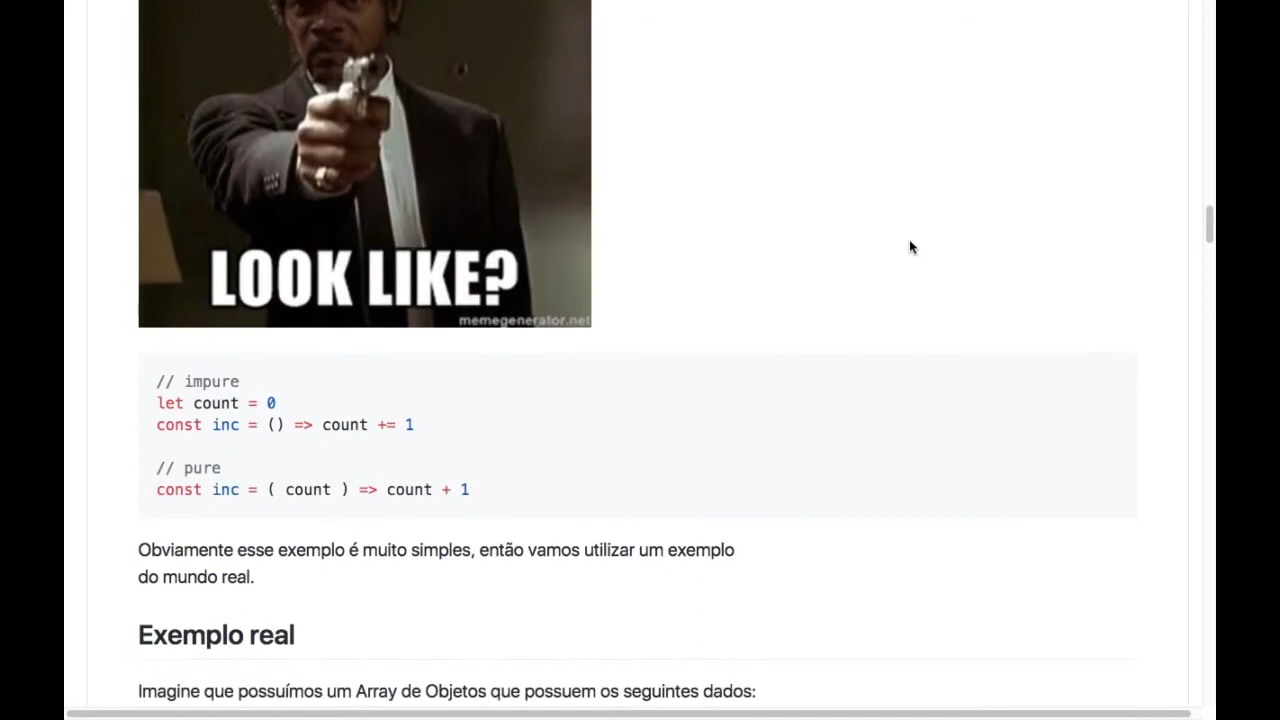 LOOK LIKE?
memegenerator.net
// impure
let count = 0
const inc = () => count += 1
// pure
const inc = ( count ) => count + 1
Obviamente esse exemplo é muito simples, então vamos utilizar um exemplo
do mundo real.
Exemplo real
Imagine que possuímos um Array de Objetos que possuem os seguintes dados: